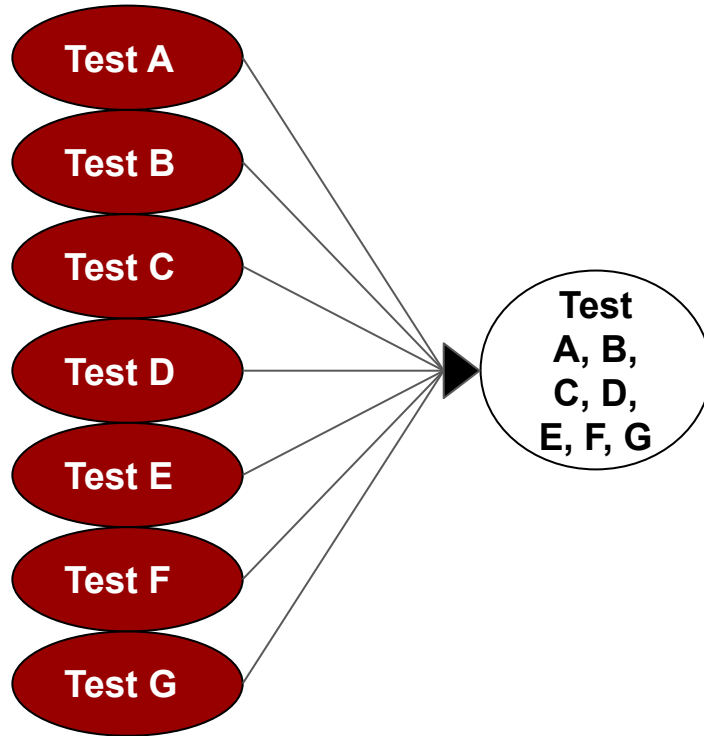 Test A
Test B
Test C
Test D
Test E
Test F
Test G
Test
A, B,
C, D,
E, F, G